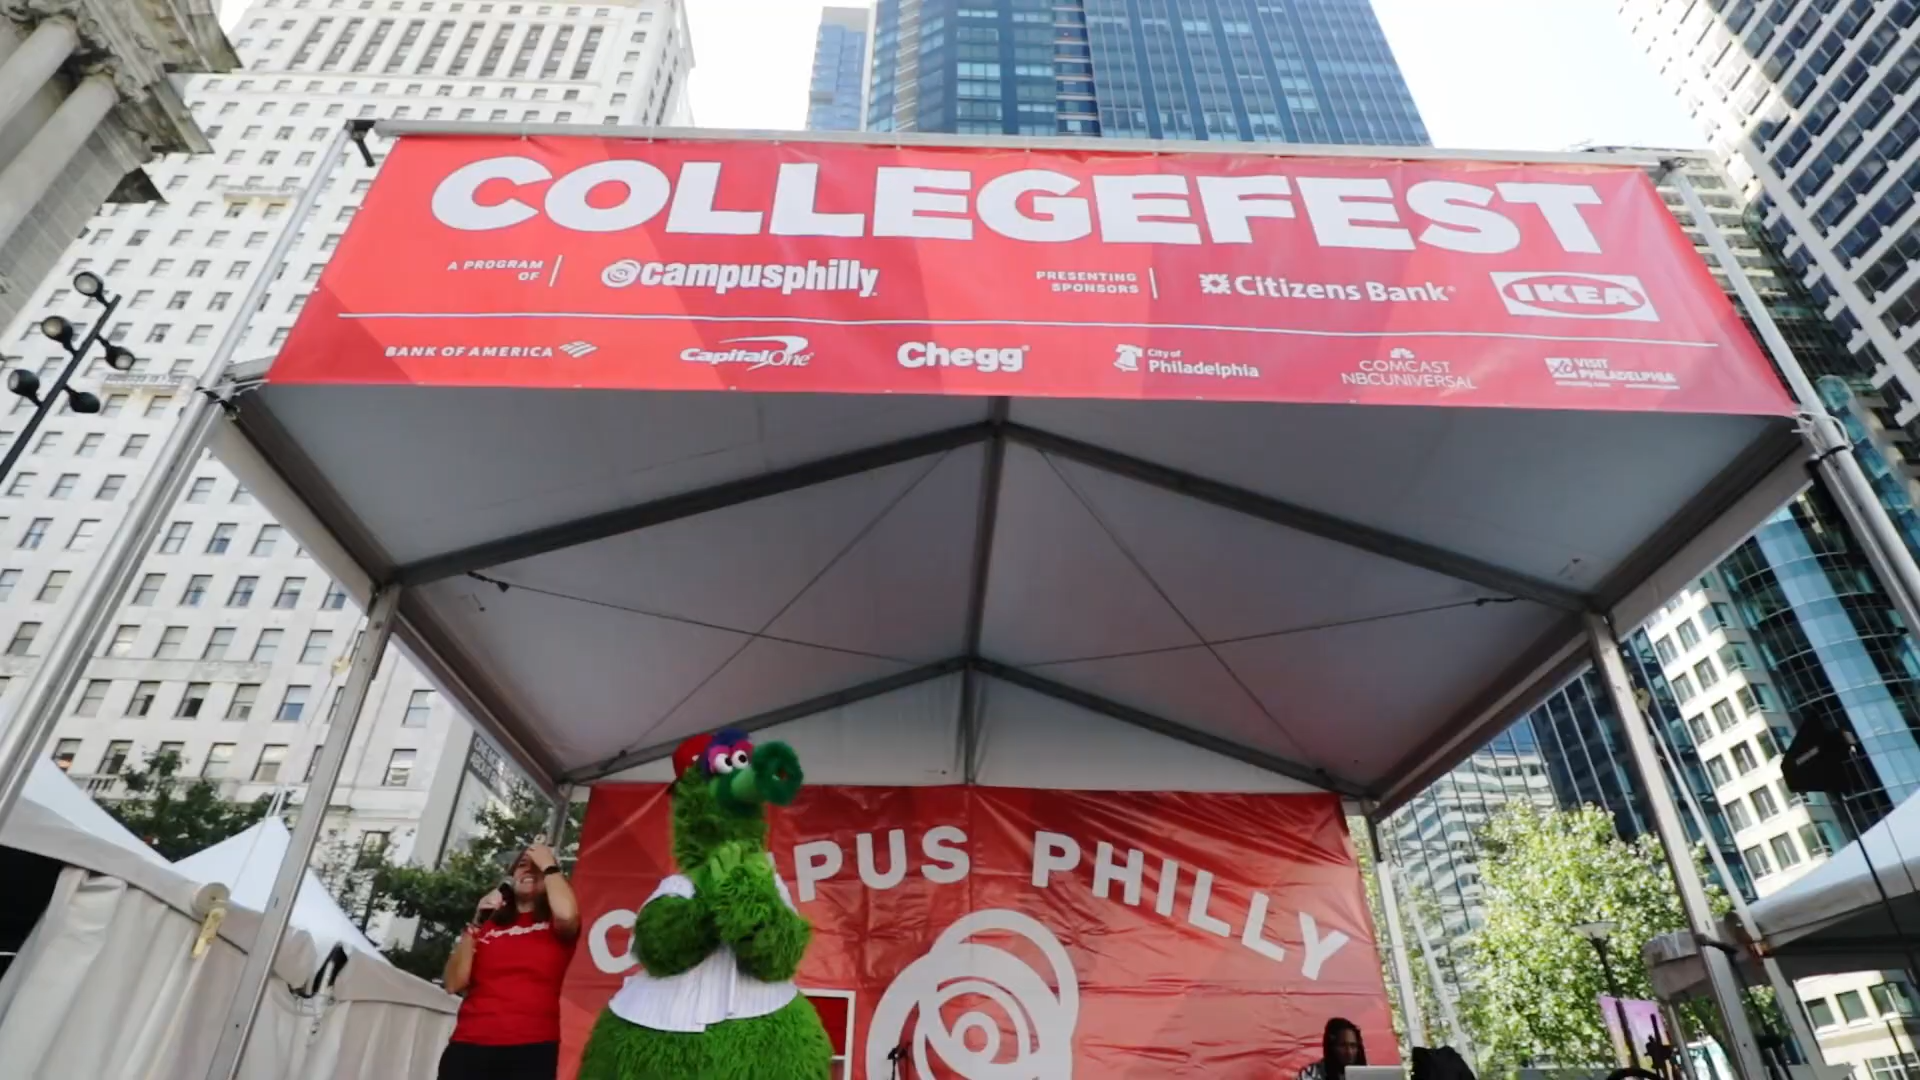 COLLEGEFEST
A PROGRAM
OF
campusphilly
PRESENTING
SPONSORS
Citizens Bank
IKEA
BANK OF AMERICA
Capital One
Chegg
City of
Philadelphia
COMCAST
NBCUNIVERSAL
VISIT
PHILADELPHIA
C PUS PHILLY